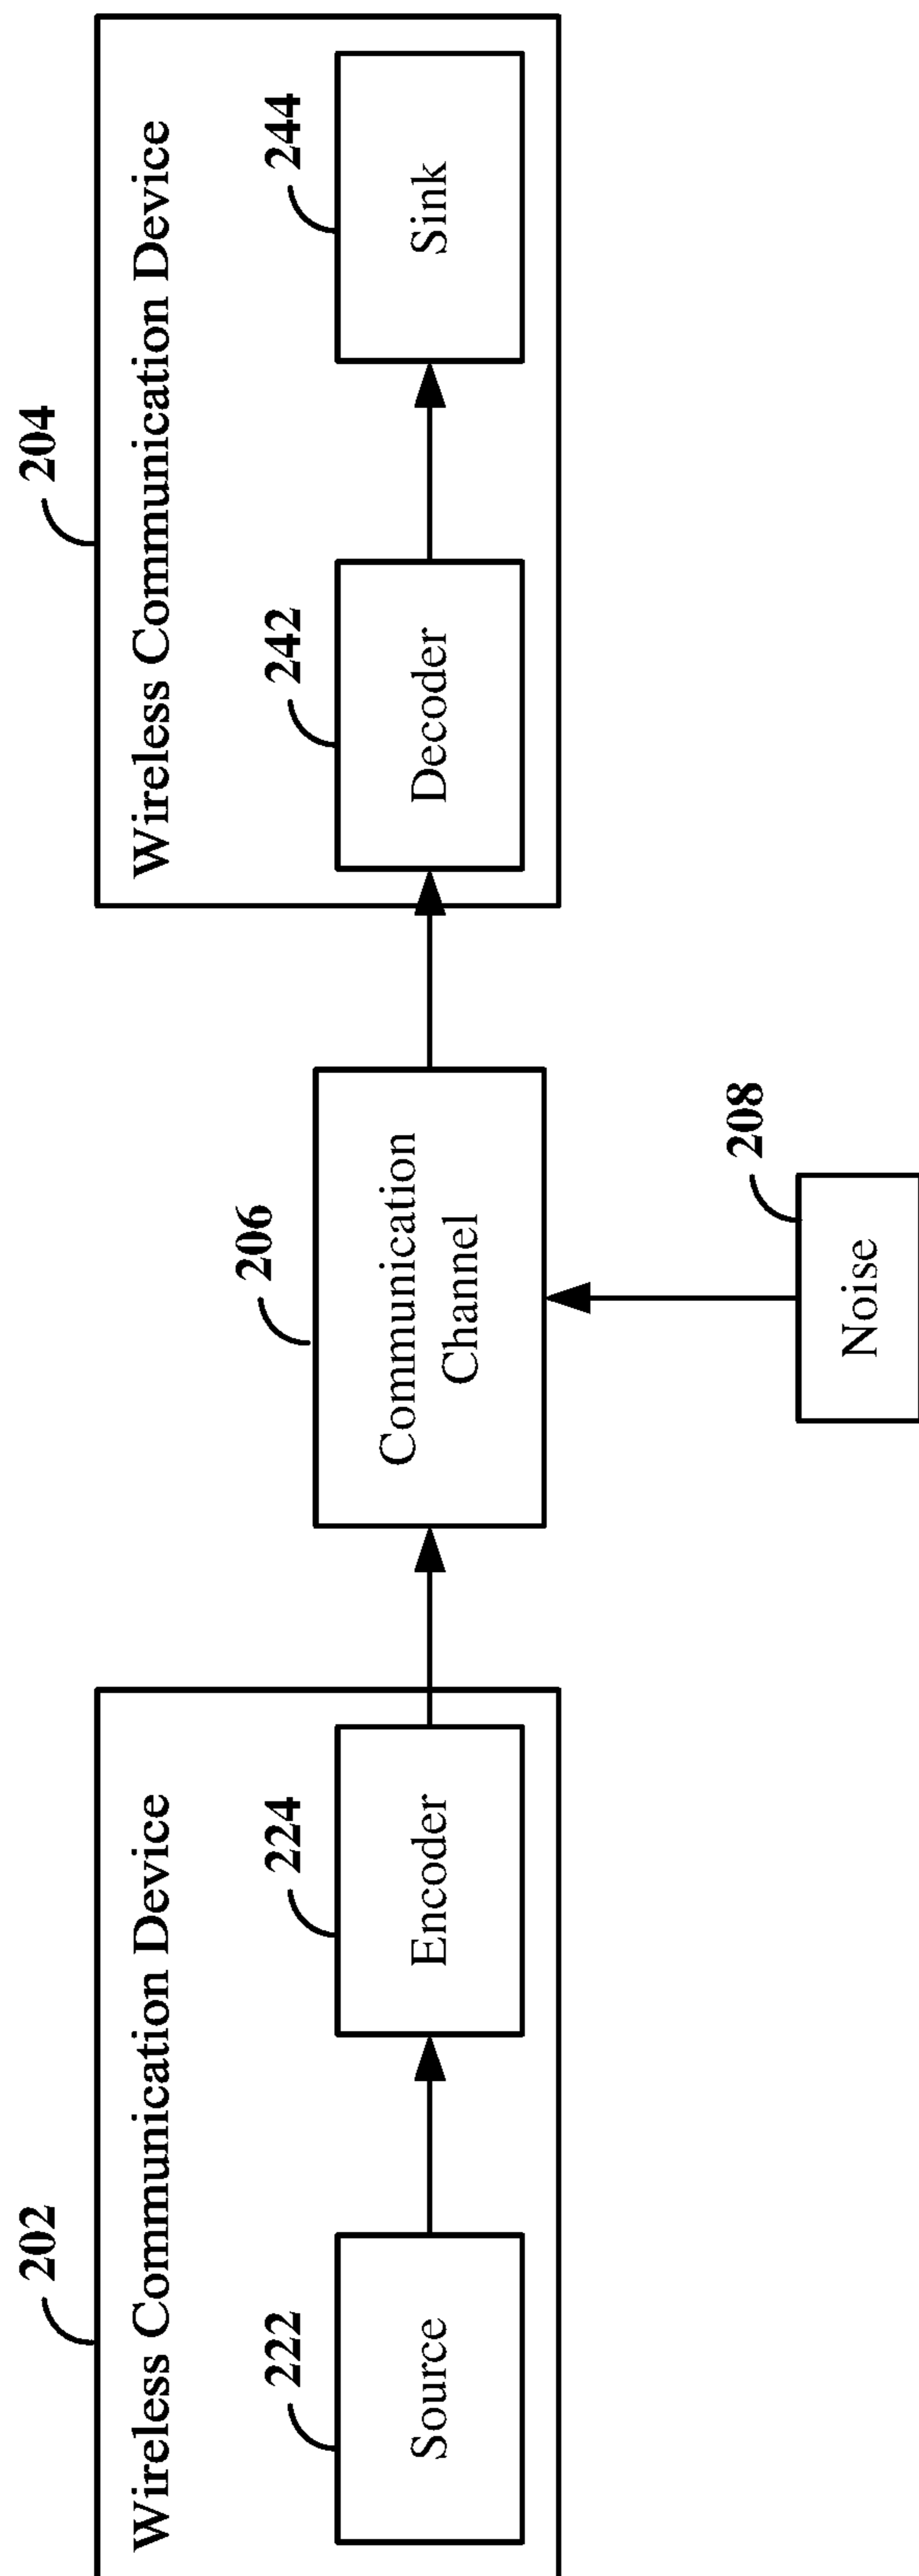 202
Wireless Communication Device
222
Source
224
Encoder
206
Communication
Channel
208
Noise
204
Wireless Communication Device
242
Decoder
244
Sink